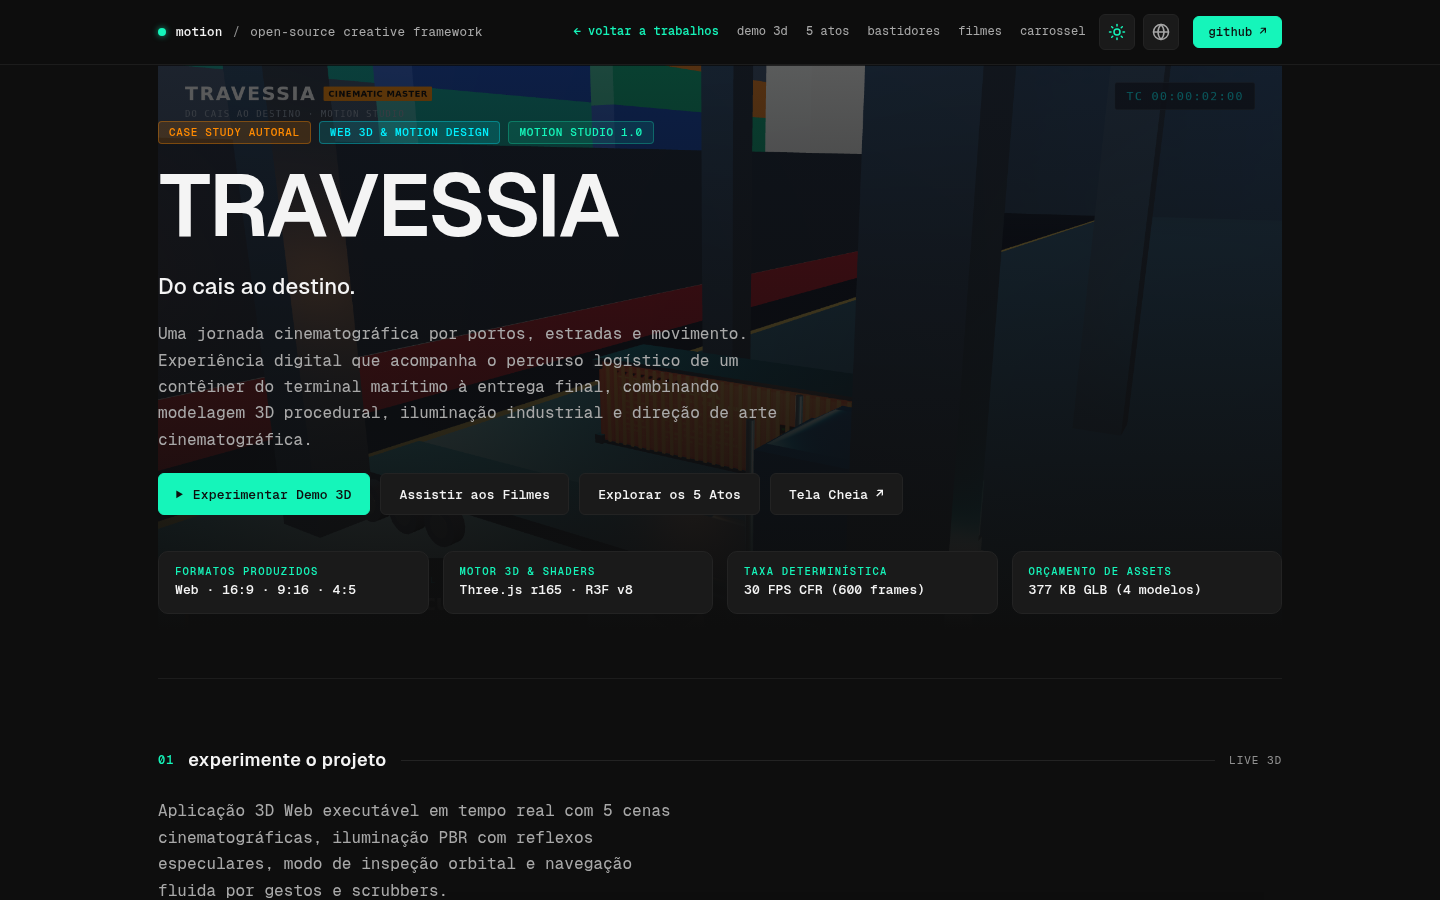 motion / open-source creative framework
← voltar a trabalhos
demo 3d
5 atos
bastidores
filmes
carrossel
github ↗
TRAVESSIA CINEMATIC MASTER
TC 00:00:02:00
DO CAIS AO DESTINO · MOTION
CASE STUDY AUTORAL
WEB 3D & MOTION DESIGN
MOTION STUDIO 1.0
TRAVESSIA
Do cais ao destino.
Uma jornada cinematográfica por portos, estradas e movimento.
Experiência digital que acompanha o percurso logístico de um
contêiner do terminal marítimo à entrega final, combinando
modelagem 3D procedural, iluminação industrial e direção de arte
cinematográfica.
▶ Experimentar Demo 3D
Assistir aos Filmes
Explorar os 5 Atos
Tela Cheia ↗
FORMATOS PRODUZIDOS
Web · 16:9 · 9:16 · 4:5
MOTOR 3D & SHADERS
Three.js r165 · R3F v8
TAXA DETERMINÍSTICA
30 FPS CFR (600 frames)
ORÇAMENTO DE ASSETS
377 KB GLB (4 modelos)
01 experimente o projeto
LIVE 3D
Aplicação 3D Web executável em tempo real com 5 cenas
cinematográficas, iluminação PBR com reflexos
especulares, modo de inspeção orbital e navegação
fluida por gestos e scrubbers.